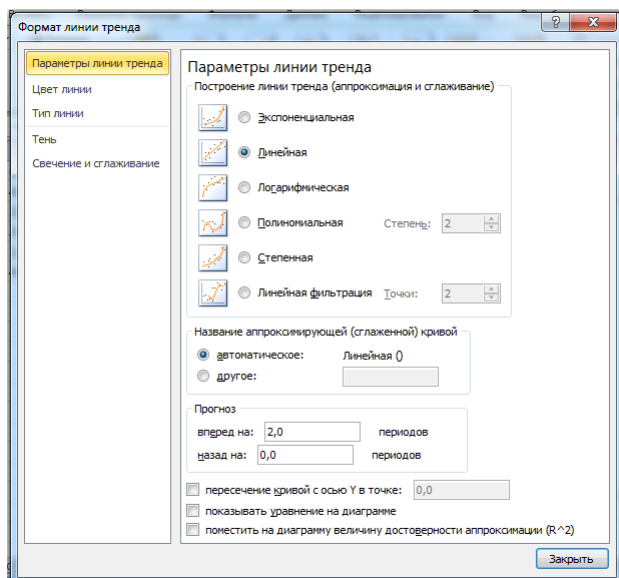 Формат линии тренда
?
X
Параметры линии тренда
Цвет линии
Тип линии
Тень
Свечение и сглаживание
Параметры линии тренда
Построение линии тренда (аппроксимация и сглаживание)
Экспоненциальная
Линейная
Логарифмическая
Полиномиальная Степень: 2
Степенная
Линейная фильтрация Точки: 2
Название аппроксимирующей (сглаженной) кривой
автоматическое: Линейная ()
другое:
Прогноз
вперед на: 2,0 периодов
назад на: 0,0 периодов
пересечение кривой с осью Y в точке: 0,0
показывать уравнение на диаграмме
поместить на диаграмму величину достоверности аппроксимации (R^2)
Закрыть